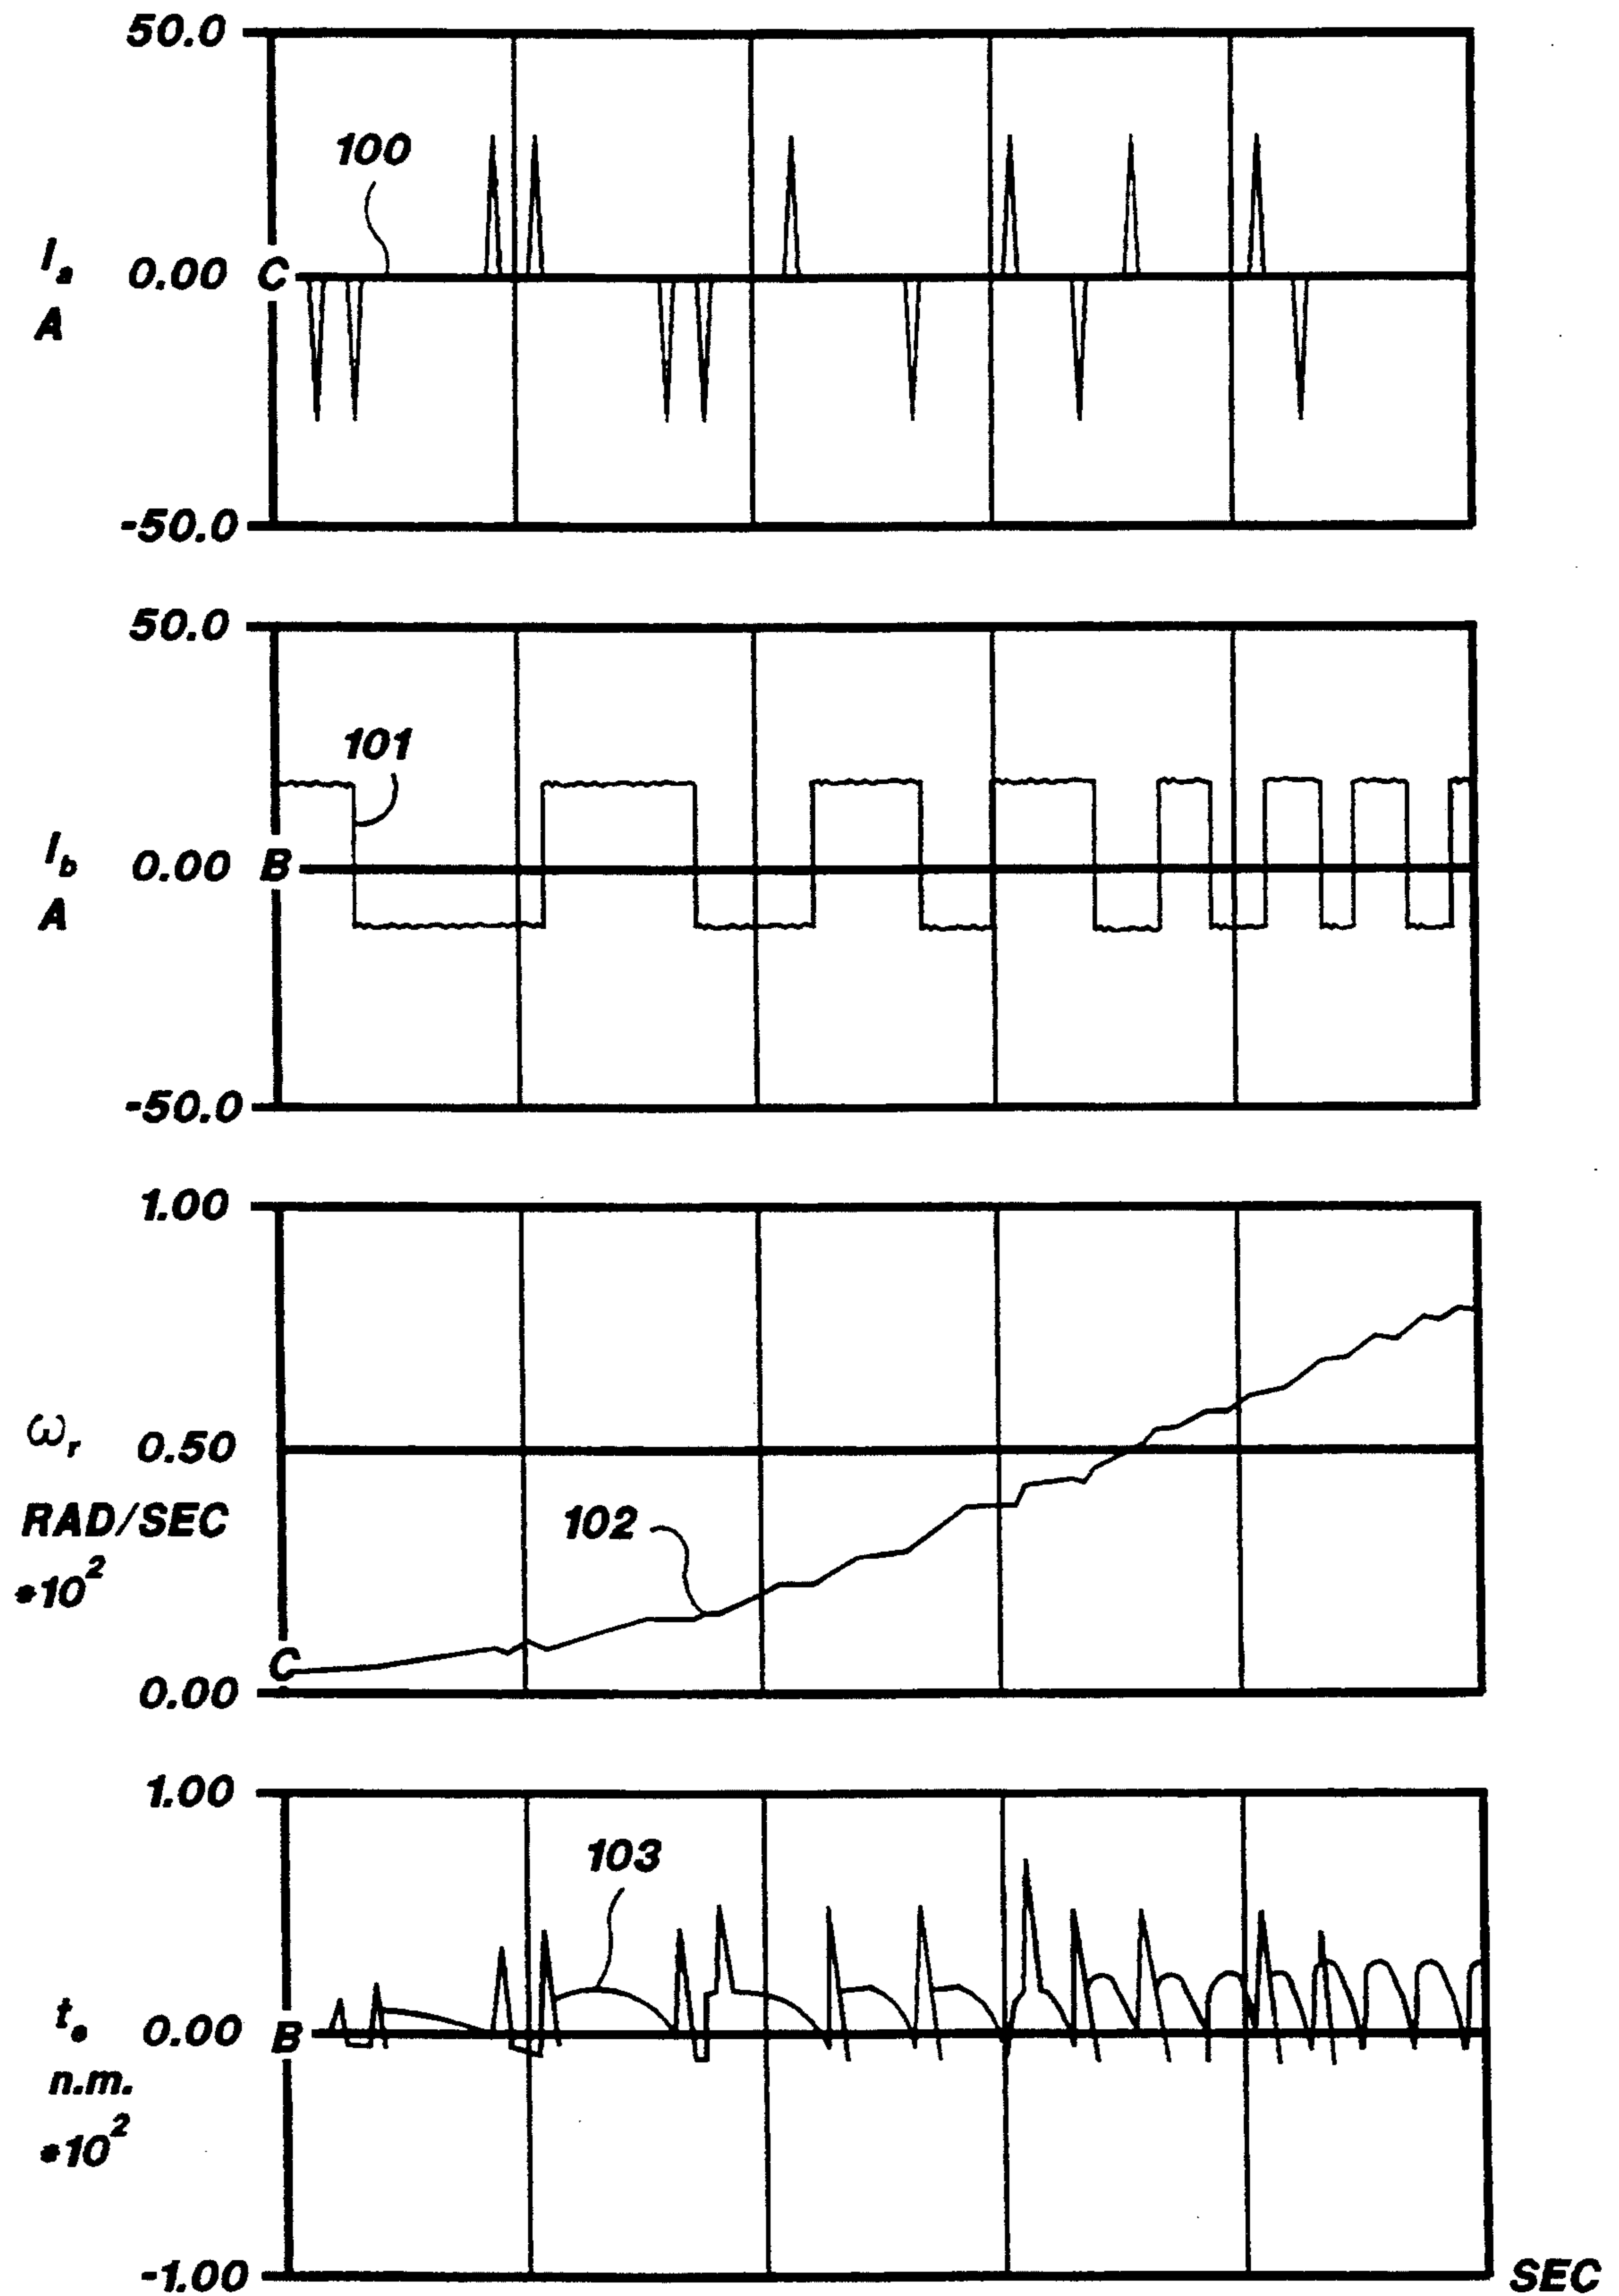 50.0
100
Ia
0.00 C
A
-50.0
50.0
101
Ib
0.00 B
A
-50.0
1.00
ωr 0.50
RAD/SEC
102
*10²
C
0.00
1.00
103
te 0.00 B
n.m.
*10²
-1.00 SEC